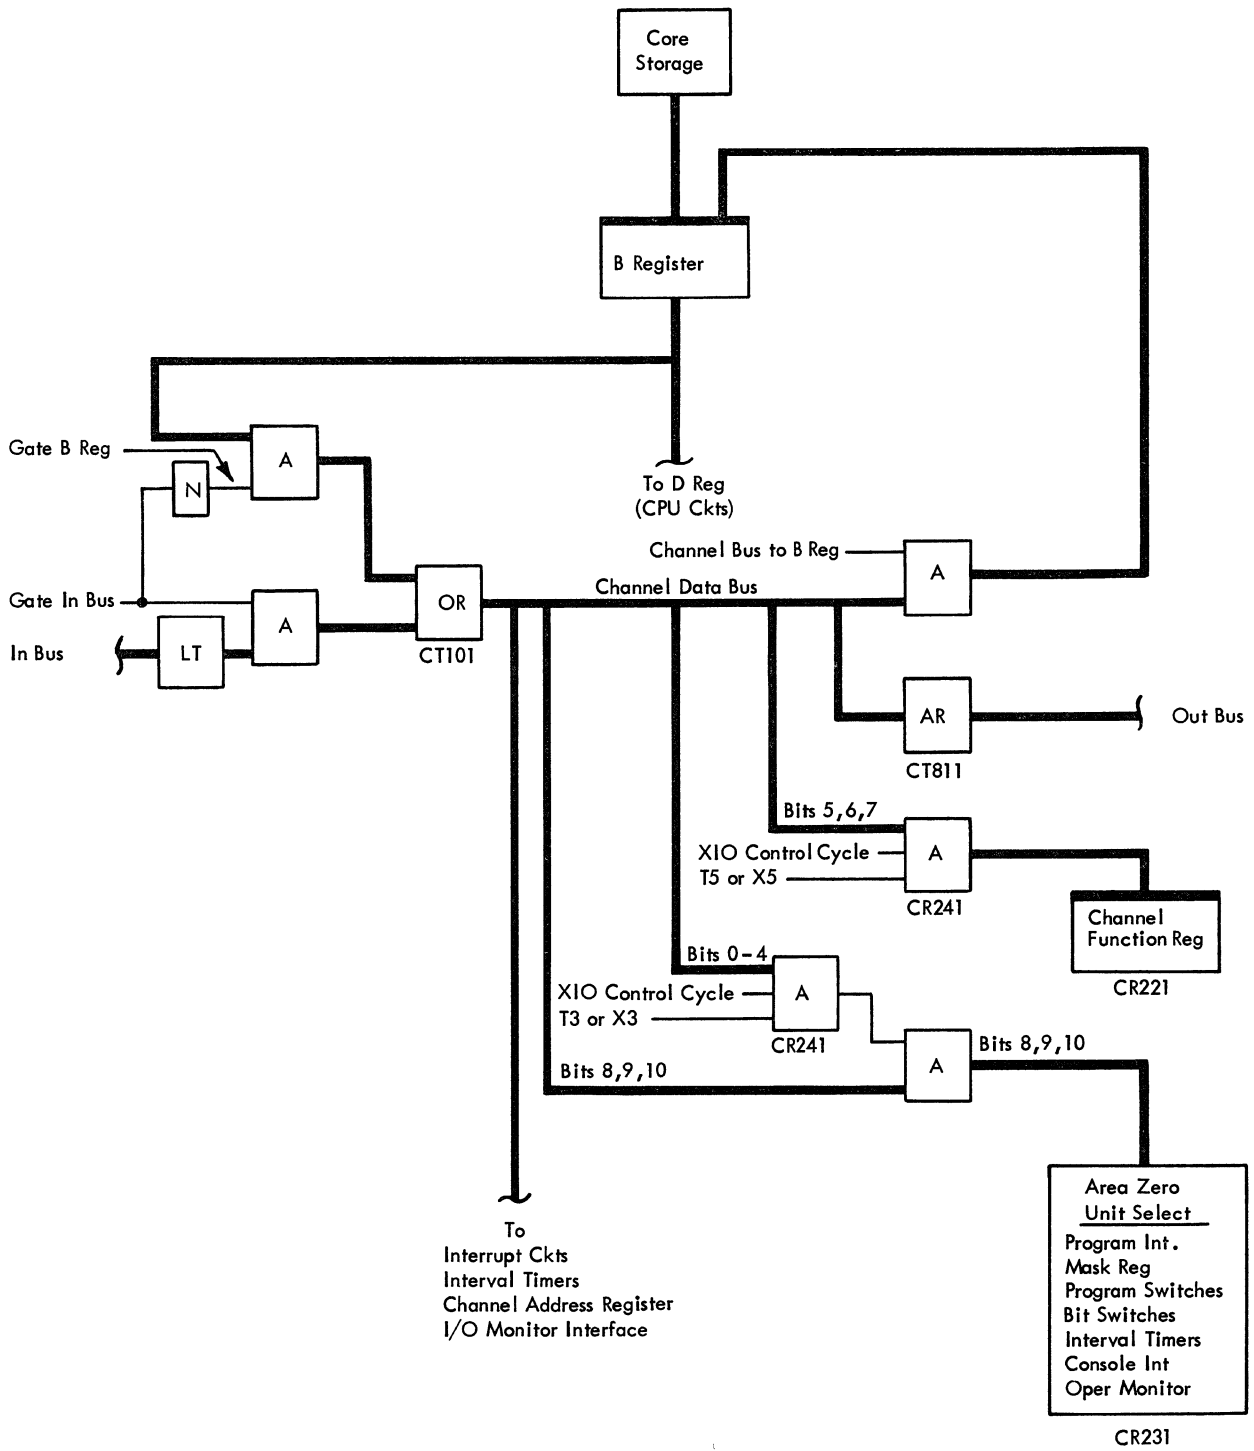 Core
Storage
B Register
Gate B Reg
A
N
To D Reg
(CPU Ckts)
Channel Bus to B Reg
A
Gate In Bus
Channel Data Bus
A
OR
In Bus
LT
CT101
AR
Out Bus
CT811
Bits 5,6,7
XIO Control Cycle
A
T5 or X5
CR241
Channel
Function Reg
CR221
Bits 0-4
XIO Control Cycle
A
T3 or X3
CR241
Bits 8,9,10
A
Bits 8,9,10
To
Interrupt Ckts
Interval Timers
Channel Address Register
I/O Monitor Interface
Area Zero
Unit Select
Program Int.
Mask Reg
Program Switches
Bit Switches
Interval Timers
Console Int
Oper Monitor
CR231